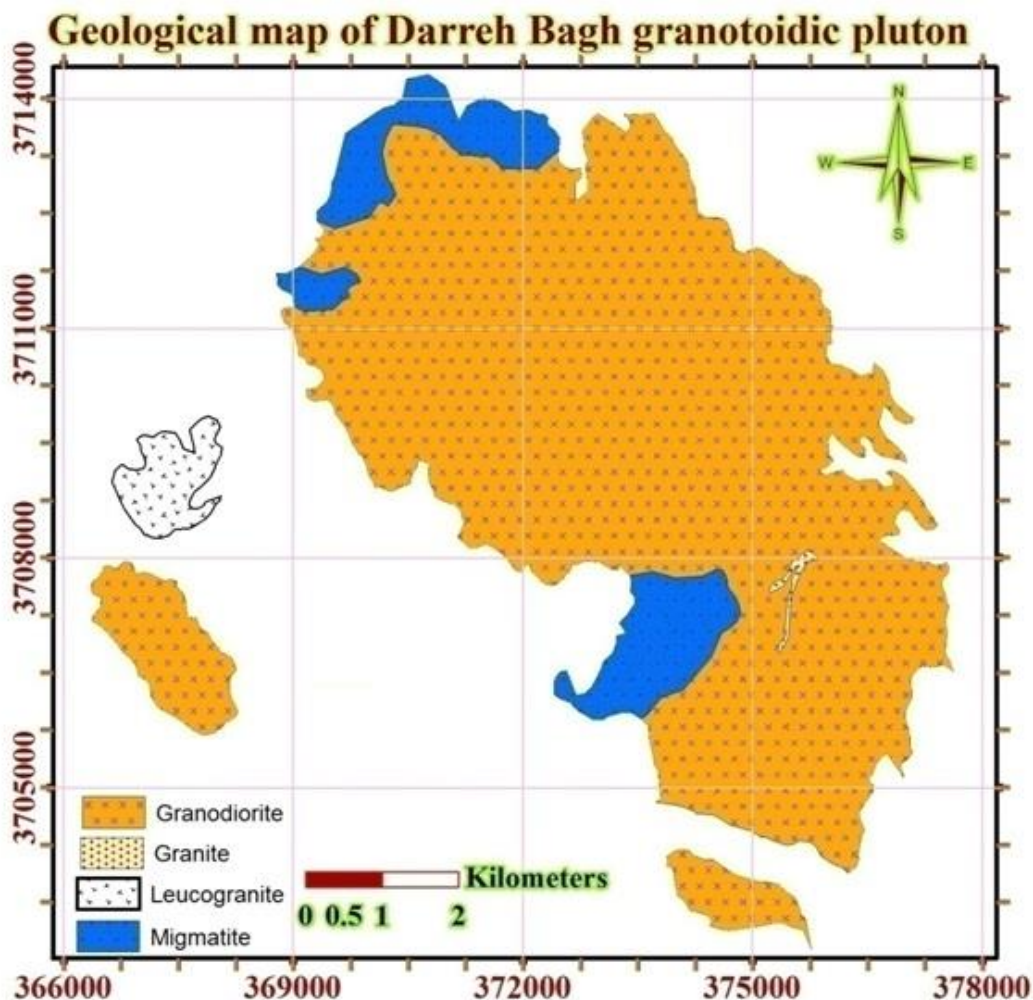 Geological map of Darreh Bagh granotoidic pluton
N
W E
S
3714000
3711000
3708000
3705000
Granodiorite
Granite
Leucogranite
Migmatite
Kilometers
0 0.5 1 2
366000 369000 372000 375000 378000